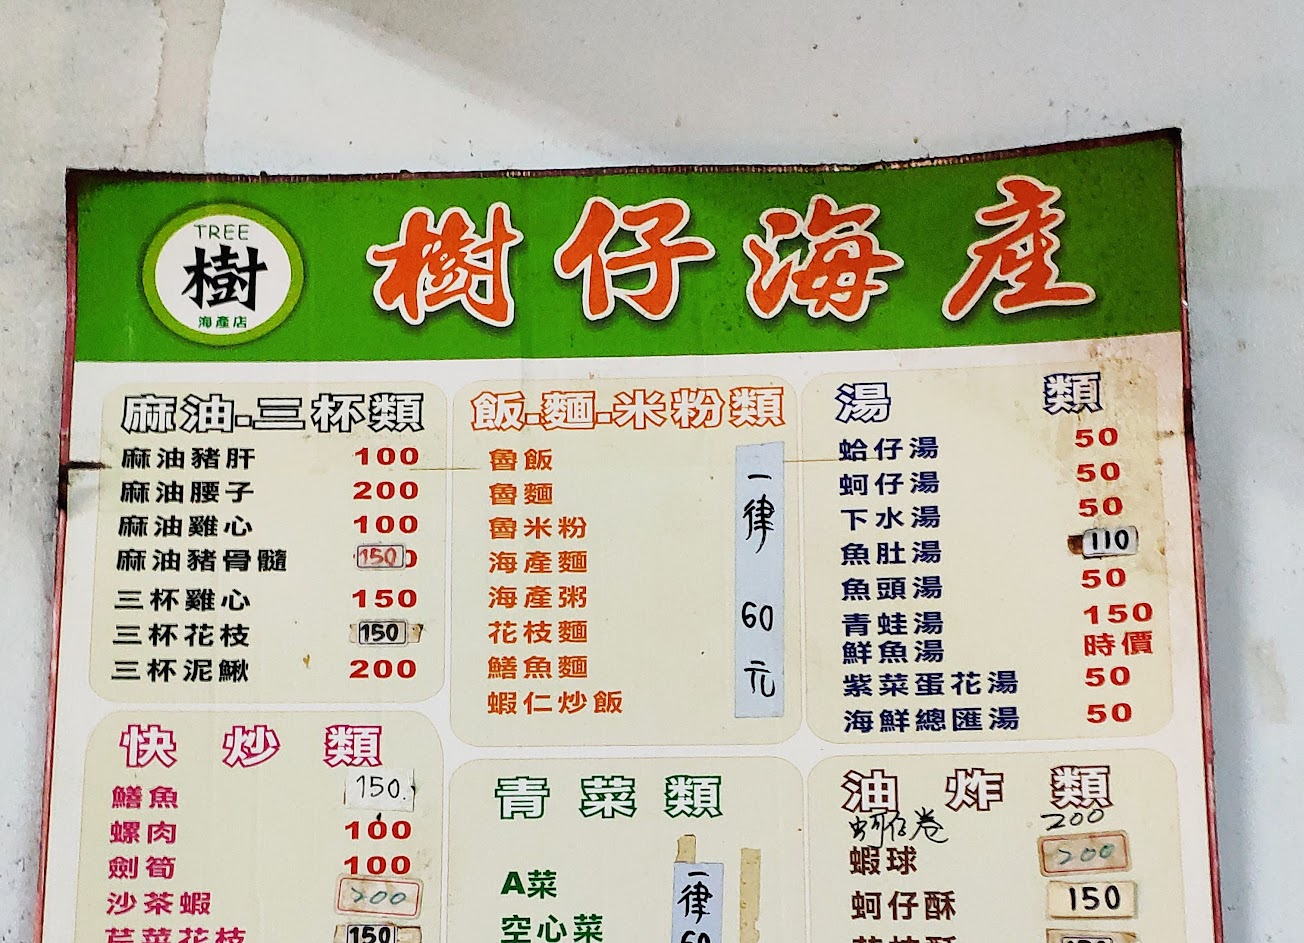 TREE
樹
海產店
樹仔海產
麻油-三杯類
麻油豬肝 100
麻油腰子 200
麻油雞心 100
麻油豬骨髓 150
三杯雞心 150
三杯花枝 150
三杯泥鰍 200
飯-麵-米粉類
魯飯
魯麵
魯米粉
海產麵
海產粥
花枝麵
鱔魚麵
蝦仁炒飯
一律 60 元
湯 類
蛤仔湯 50
蚵仔湯 50
下水湯 50
魚肚湯 110
魚頭湯 50
青蛙湯 150
鮮魚湯 時價
紫菜蛋花湯 50
海鮮總匯湯 50
快炒類
鱔魚 150.
螺肉 100
劍筍 100
沙茶蝦 200
芹菜花枝 150
青菜類
A菜
空心菜
一律 60
油炸類
蚵仔卷 200
蝦球 200
蚵仔酥 150